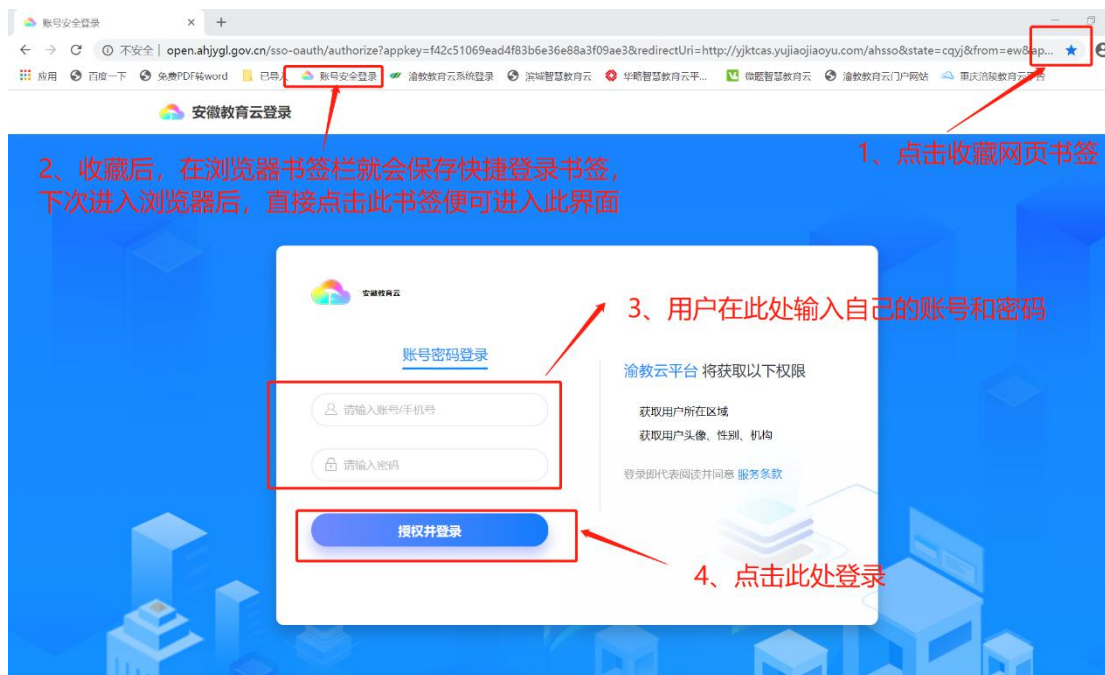 账号安全登录
不安全 | open.ahjygl.gov.cn/sso-oauth/authorize?appkey=f42c51069ead4f83b6e36e88a3f09ae3&redirectUri=http://yjktcas.yujiaojiaoyu.com/ahsso&state=cqyj&from=ew&ap...
应用 百度一下 免费PDF转word 已导入 账号安全登录 渝教教育云系统登录 滨城智慧教育云 华略智慧教育云平... 微题智慧教育云 渝教教育云门户网站 重庆涪陵教育云平台
安徽教育云登录
1、点击收藏网页书签
2、收藏后，在浏览器书签栏就会保存快捷登录书签，
下次进入浏览器后，直接点击此书签便可进入此界面
安徽教育云
3、用户在此处输入自己的账号和密码
账号密码登录
渝教云平台 将获取以下权限
请输入账号/手机号
获取用户所在区域
获取用户头像、性别、机构
请输入密码
登录即代表阅读并同意 服务条款
授权并登录
4、点击此处登录